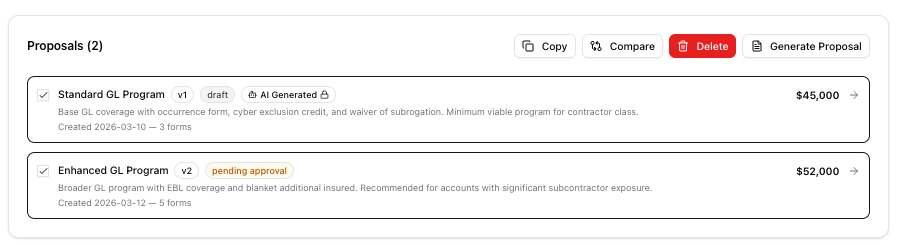 Proposals (2)
Copy
Compare
Delete
Generate Proposal
Standard GL Program v1 draft AI Generated
$45,000
Base GL coverage with occurrence form, cyber exclusion credit, and waiver of subrogation. Minimum viable program for contractor class.
Created 2026-03-10 — 3 forms
Enhanced GL Program v2 pending approval
$52,000
Broader GL program with EBL coverage and blanket additional insured. Recommended for accounts with significant subcontractor exposure.
Created 2026-03-12 — 5 forms